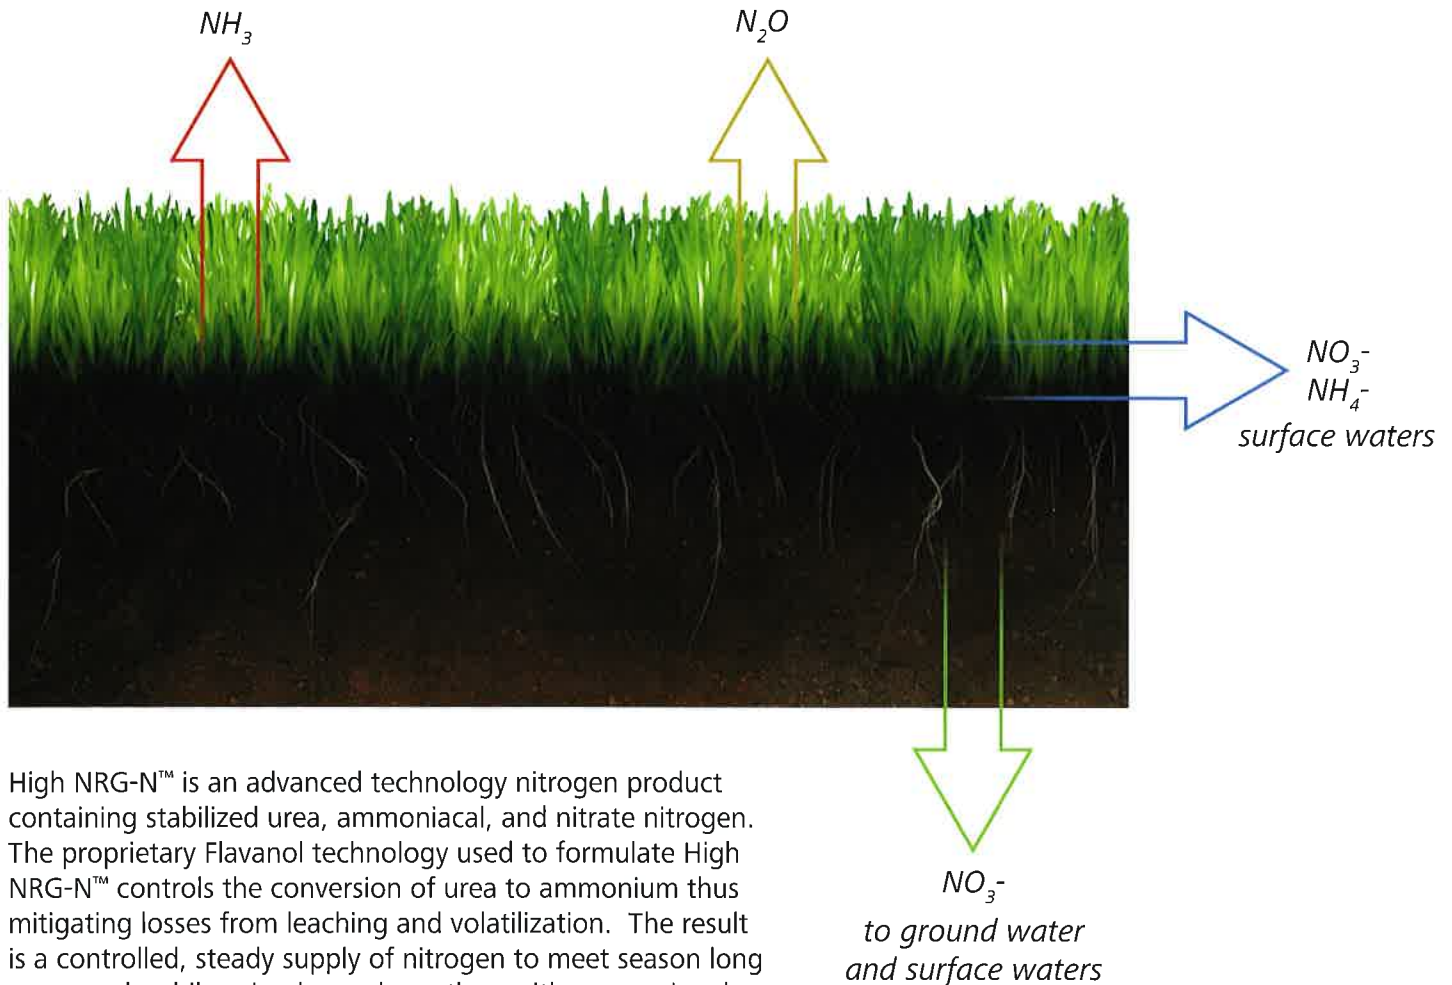 NH₃
N₂O
NO₃-
NH₄-
surface waters
High NRG-N™ is an advanced technology nitrogen product
containing stabilized urea, ammoniacal, and nitrate nitrogen.
The proprietary Flavanol technology used to formulate High
NRG-N™ controls the conversion of urea to ammonium thus
mitigating losses from leaching and volatilization. The result
is a controlled, steady supply of nitrogen to meet season long
NO₃-
to ground water
and surface waters